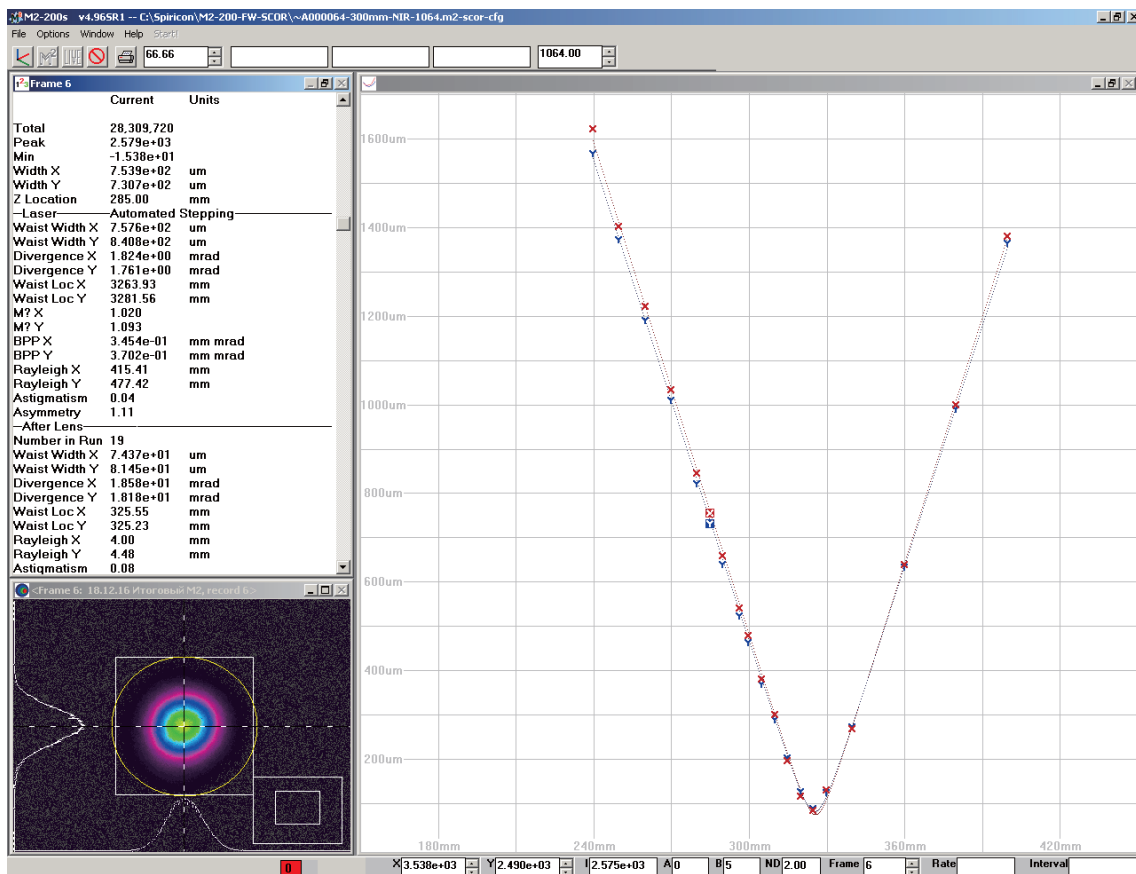 M2-200s v4.96SR1 -- C:\Spiricon\M2-200-FW-SCOR\~A000064-300mm-NIR-1064.m2-scor-cfg
File Options Window Help Start!
M² LIVE 66.66 1064.00
1²3 Frame 6
Current Units
Total 28,309,720
Peak 2.579e+03
Min -1.538e+01
Width X 7.539e+02 um
Width Y 7.307e+02 um
Z Location 285.00 mm
Laser Automated Stepping
Waist Width X 7.576e+02 um
Waist Width Y 8.408e+02 um
Divergence X 1.824e+00 mrad
Divergence Y 1.761e+00 mrad
Waist Loc X 3263.93 mm
Waist Loc Y 3281.56 mm
M? X 1.020
M? Y 1.093
BPP X 3.454e-01 mm mrad
BPP Y 3.702e-01 mm mrad
Rayleigh X 415.41 mm
Rayleigh Y 477.42 mm
Astigmatism 0.04
Asymmetry 1.11
After Lens
Number in Run 19
Waist Width X 7.437e+01 um
Waist Width Y 8.145e+01 um
Divergence X 1.858e+01 mrad
Divergence Y 1.818e+01 mrad
Waist Loc X 325.55 mm
Waist Loc Y 325.23 mm
Rayleigh X 4.00 mm
Rayleigh Y 4.48 mm
Astigmatism 0.08
<Frame 6: 18.12.16 Итоговый M2, record 6>
1600um
1400um
1200um
1000um
800um
600um
400um
200um
180mm 240mm 300mm 360mm 420mm
0 X 3.538e+03 Y 2.490e+03 I 2.575e+03 A 0 B 5 ND 2.00 Frame 6 Rate Interval